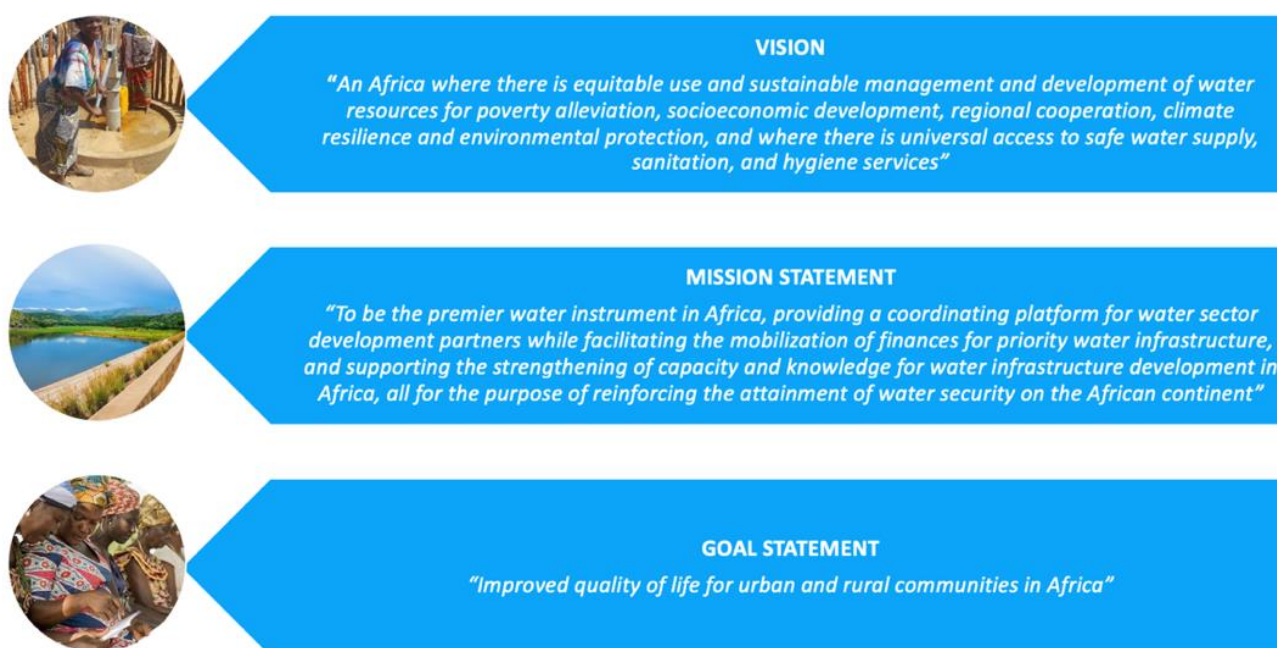 VISION
“An Africa where there is equitable use and sustainable management and development of water
resources for poverty alleviation, socioeconomic development, regional cooperation, climate
resilience and environmental protection, and where there is universal access to safe water supply,
sanitation, and hygiene services”
MISSION STATEMENT
“To be the premier water instrument in Africa, providing a coordinating platform for water sector
development partners while facilitating the mobilization of finances for priority water infrastructure,
and supporting the strengthening of capacity and knowledge for water infrastructure development in
Africa, all for the purpose of reinforcing the attainment of water security on the African continent”
GOAL STATEMENT
“Improved quality of life for urban and rural communities in Africa”